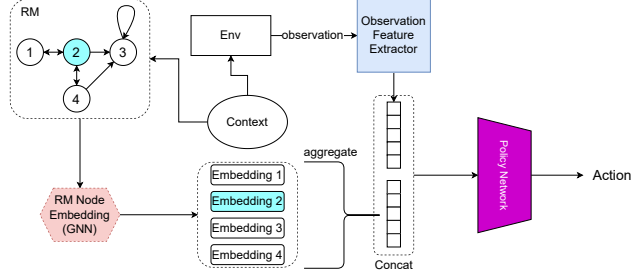 RM
1
2
3
4
Env
observation
Observation
Feature
Extractor
Context
RM Node
Embedding
(GNN)
Embedding 1
Embedding 2
Embedding 3
Embedding 4
aggregate
Concat
Policy Network
Action